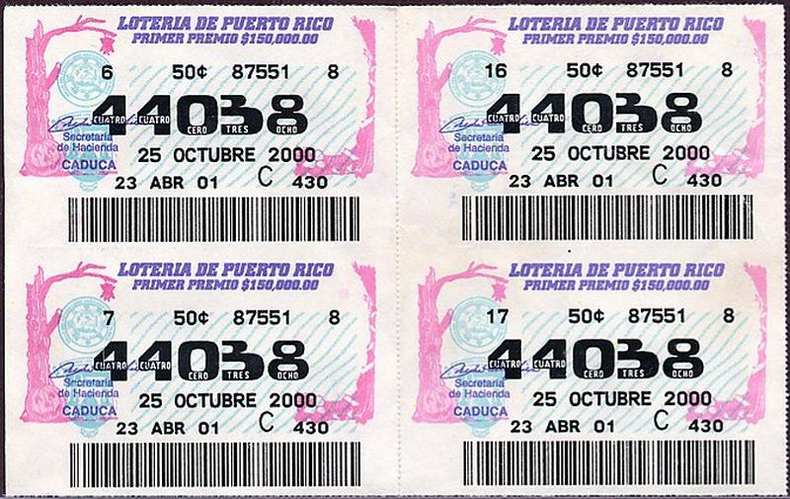 LOTERIA DE PUERTO RICO
PRIMER PREMIO $150,000.00
6 50¢ 87551 8
44038
CUATRO CUATRO CERO TRES OCHO
Secretaria
de Hacienda
CADUCA
25 OCTUBRE 2000
23 ABR 01 C 430
LOTERIA DE PUERTO RICO
PRIMER PREMIO $150,000.00
16 50¢ 87551 8
44038
CUATRO CUATRO CERO TRES OCHO
Secretaria
de Hacienda
CADUCA
25 OCTUBRE 2000
23 ABR 01 C 430
LOTERIA DE PUERTO RICO
PRIMER PREMIO $150,000.00
7 50¢ 87551 8
44038
CUATRO CUATRO CERO TRES OCHO
Secretaria
de Hacienda
CADUCA
25 OCTUBRE 2000
23 ABR 01 C 430
LOTERIA DE PUERTO RICO
PRIMER PREMIO $150,000.00
17 50¢ 87551 8
44038
CUATRO CUATRO CERO TRES OCHO
Secretaria
de Hacienda
CADUCA
25 OCTUBRE 2000
23 ABR 01 C 430